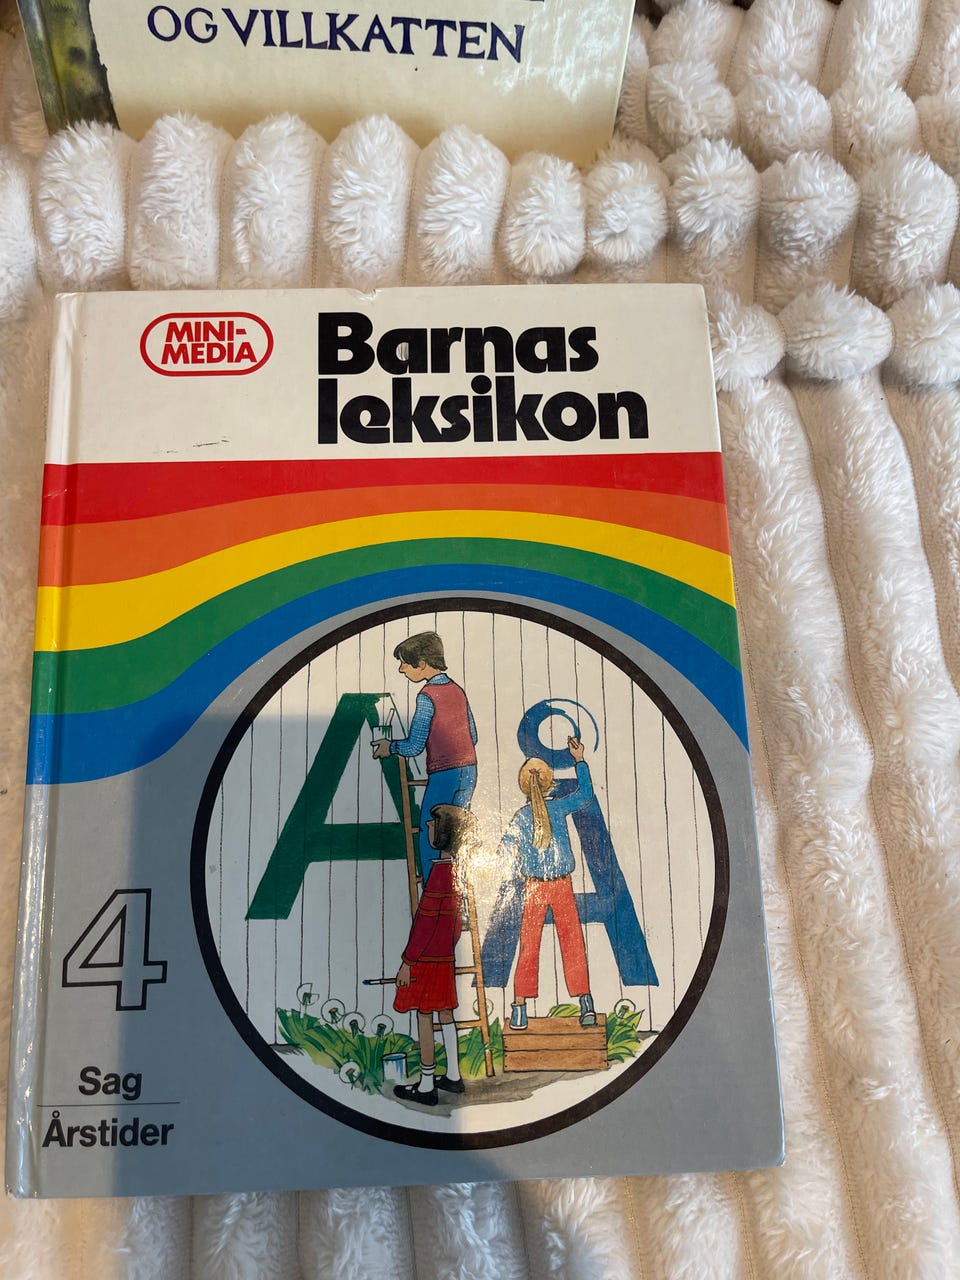 OG VILLKATTEN
MINI-
MEDIA
Barnas
leksikon
A Å
4
Sag
Årstider